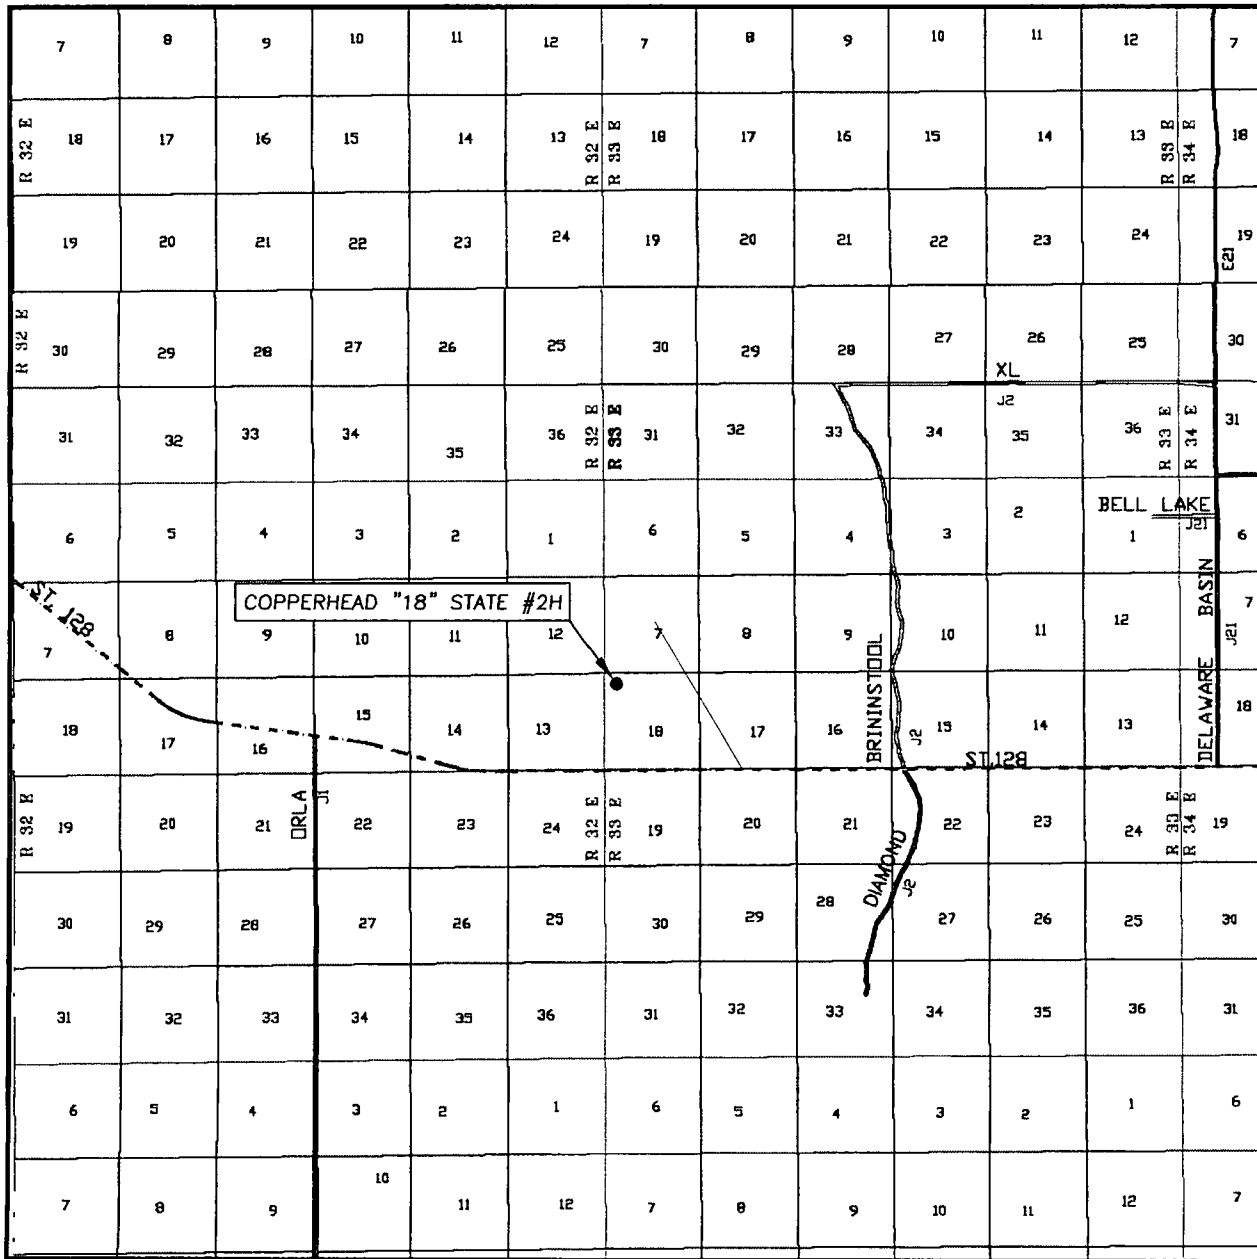 7 8 9 10 11 12 7 8 9 10 11 12 7
R 32 E 18 17 16 15 14 13 R 32 E R 33 E 18 17 16 15 14 13 R 33 E R 34 E 18
19 20 21 22 23 24 19 20 21 22 23 24 19
E21
R 32 E 30 29 28 27 26 25 30 29 28 27 26 25 30
XL
J2
31 32 33 34 35 36 R 32 E R 33 E 31 32 33 34 35 36 R 33 E R 34 E 31
BELL LAKE
J21
6 5 4 3 2 1 6 5 4 3 2 1 6
ST. 128
COPPERHEAD "18" STATE #2H
7 8 9 10 11 12 7 8 9 10 11 12 7
BRININSTOOL
DELAWARE BASIN
J21
18 17 16 15 14 13 18 17 16 15 14 13 18
J2
ST. 128
R 32 E 19 20 21 22 23 24 R 32 E R 33 E 19 20 21 22 23 24 R 33 E R 34 E 19
ORLA
J1
DIAMOND
J2
30 29 28 27 26 25 30 29 28 27 26 25 30
31 32 33 34 35 36 31 32 33 34 35 36 31
6 5 4 3 2 1 6 5 4 3 2 1 6
7 8 9 10 11 12 7 8 9 10 11 12 7